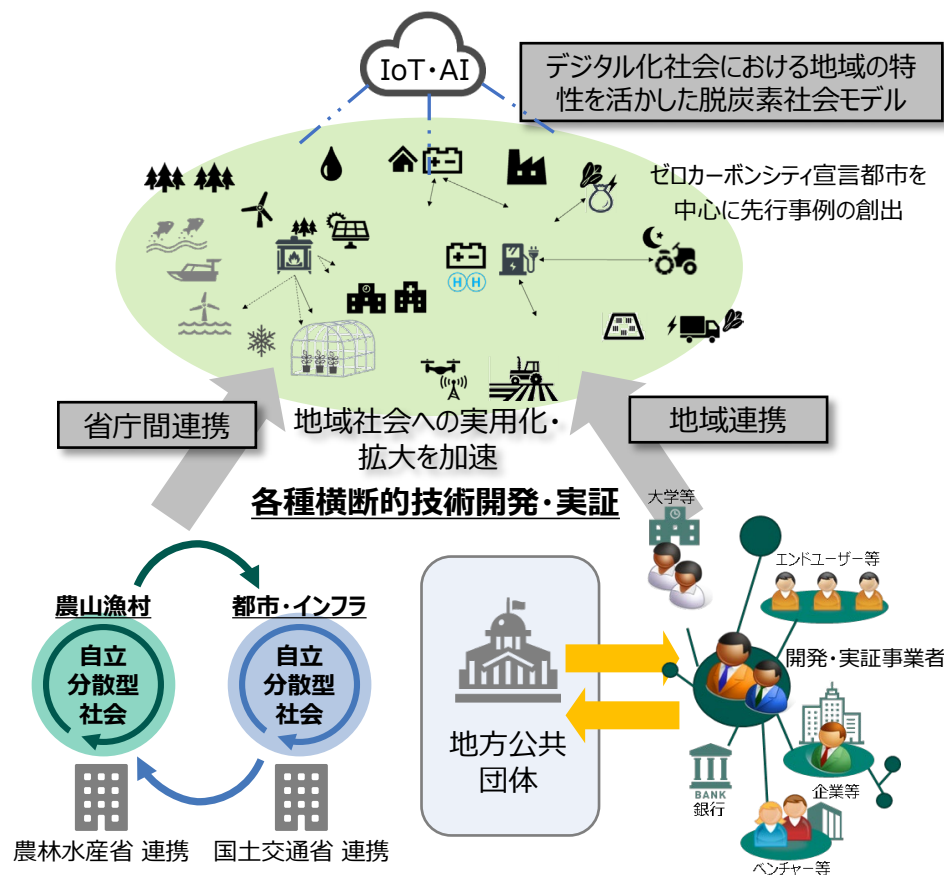 IoT・AI
デジタル化社会における地域の特
性を活かした脱炭素社会モデル
ゼロカーボンシティ宣言都市を
中心に先行事例の創出
H H
省庁間連携
地域社会への実用化・
拡大を加速
地域連携
各種横断的技術開発・実証
大学等
エンドユーザー等
農山漁村
都市・インフラ
自立
分散型
社会
自立
分散型
社会
開発・実証事業者
地方公共
団体
BANK
銀行
企業等
ベンチャー等
農林水産省 連携
国土交通省 連携